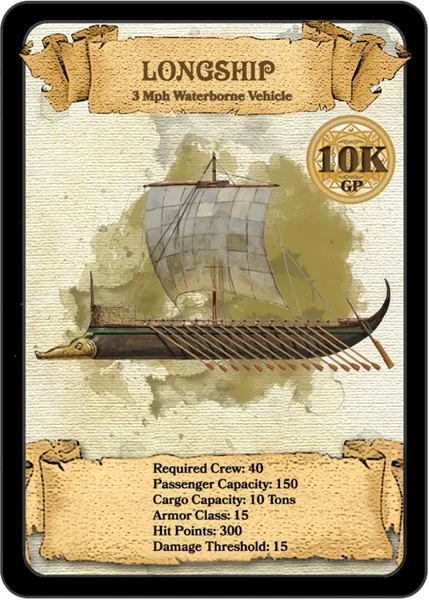 LONGSHIP
3 Mph Waterborne Vehicle
10K
GP
Required Crew: 40
Passenger Capacity: 150
Cargo Capacity: 10 Tons
Armor Class: 15
Hit Points: 300
Damage Threshold: 15